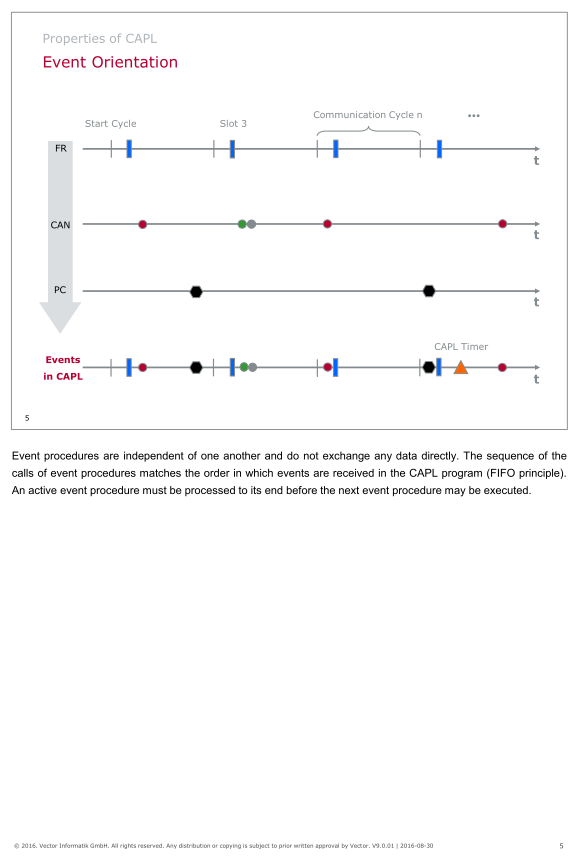 Properties of CAPL
Event Orientation
Start Cycle
Slot 3
Communication Cycle n
...
FR
t
CAN
t
PC
t
CAPL Timer
Events
in CAPL
t
5
Event procedures are independent of one another and do not exchange any data directly. The sequence of the
calls of event procedures matches the order in which events are received in the CAPL program (FIFO principle).
An active event procedure must be processed to its end before the next event procedure may be executed.
© 2016. Vector Informatik GmbH. All rights reserved. Any distribution or copying is subject to prior written approval by Vector. V9.0.01 | 2016-08-30
5